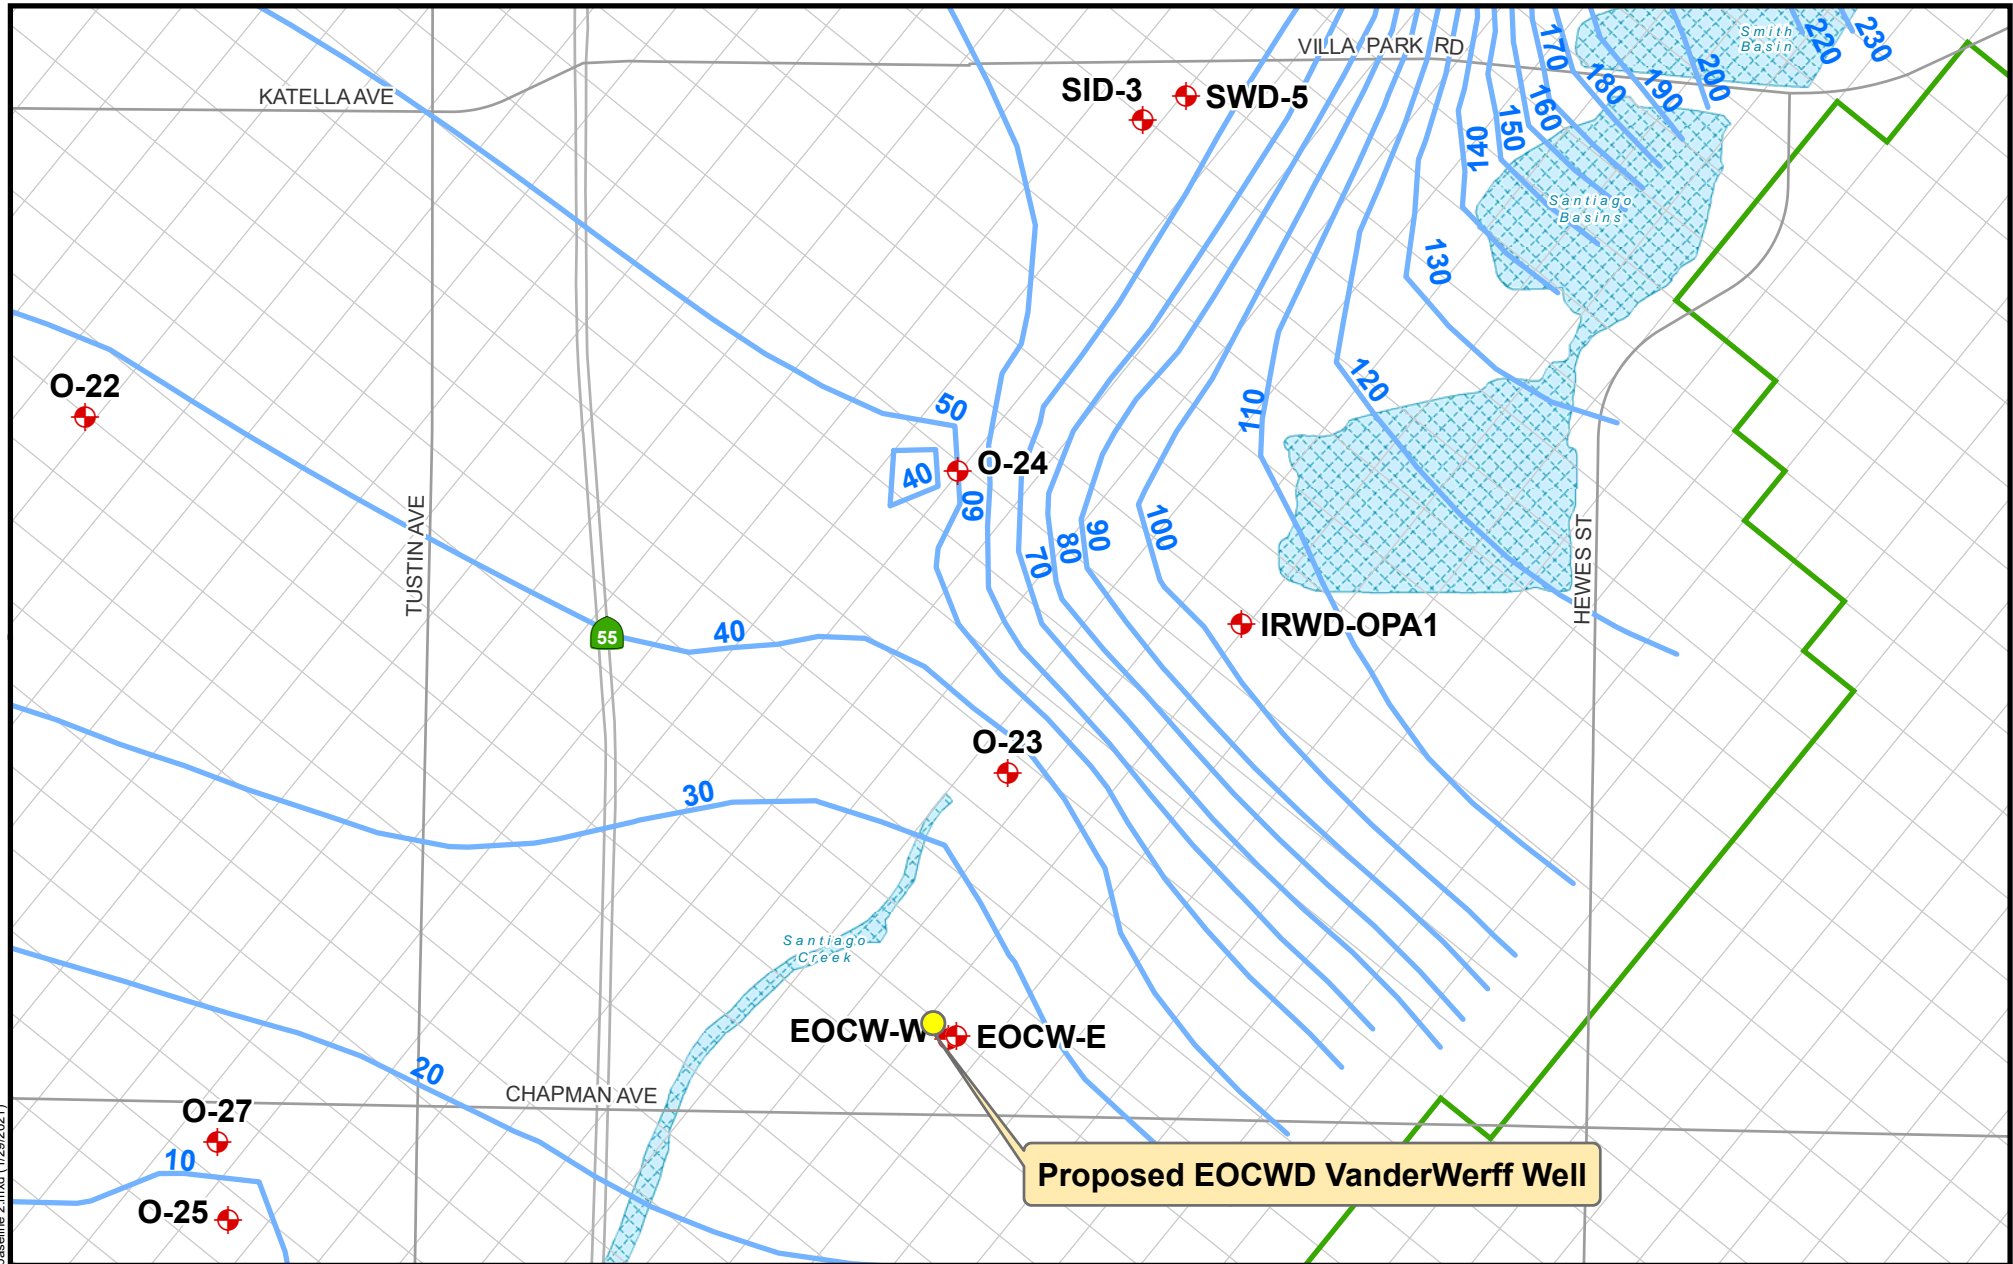 VILLA PARK RD
Smith
Basin
220
230
170
180
190
200
KATELLA AVE
SID-3
SWD-5
160
150
140
Santiago
Basins
130
O-22
50
120
110
40
O-24
60
TUSTIN AVE
100
90
80
70
HEWES ST
55
40
IRWD-OPA1
O-23
30
Santiago
Creek
EOCW-W
EOCW-E
20
CHAPMAN AVE
O-27
10
Proposed EOCWD VanderWerff Well
O-25